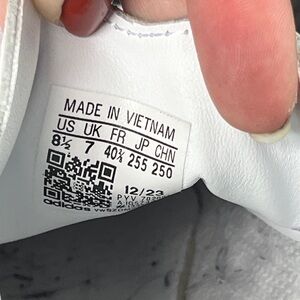 MADE IN VIETNAM
US UK FR JP CHN
8½ 7 40⅔ 255 250
12/23
adidas